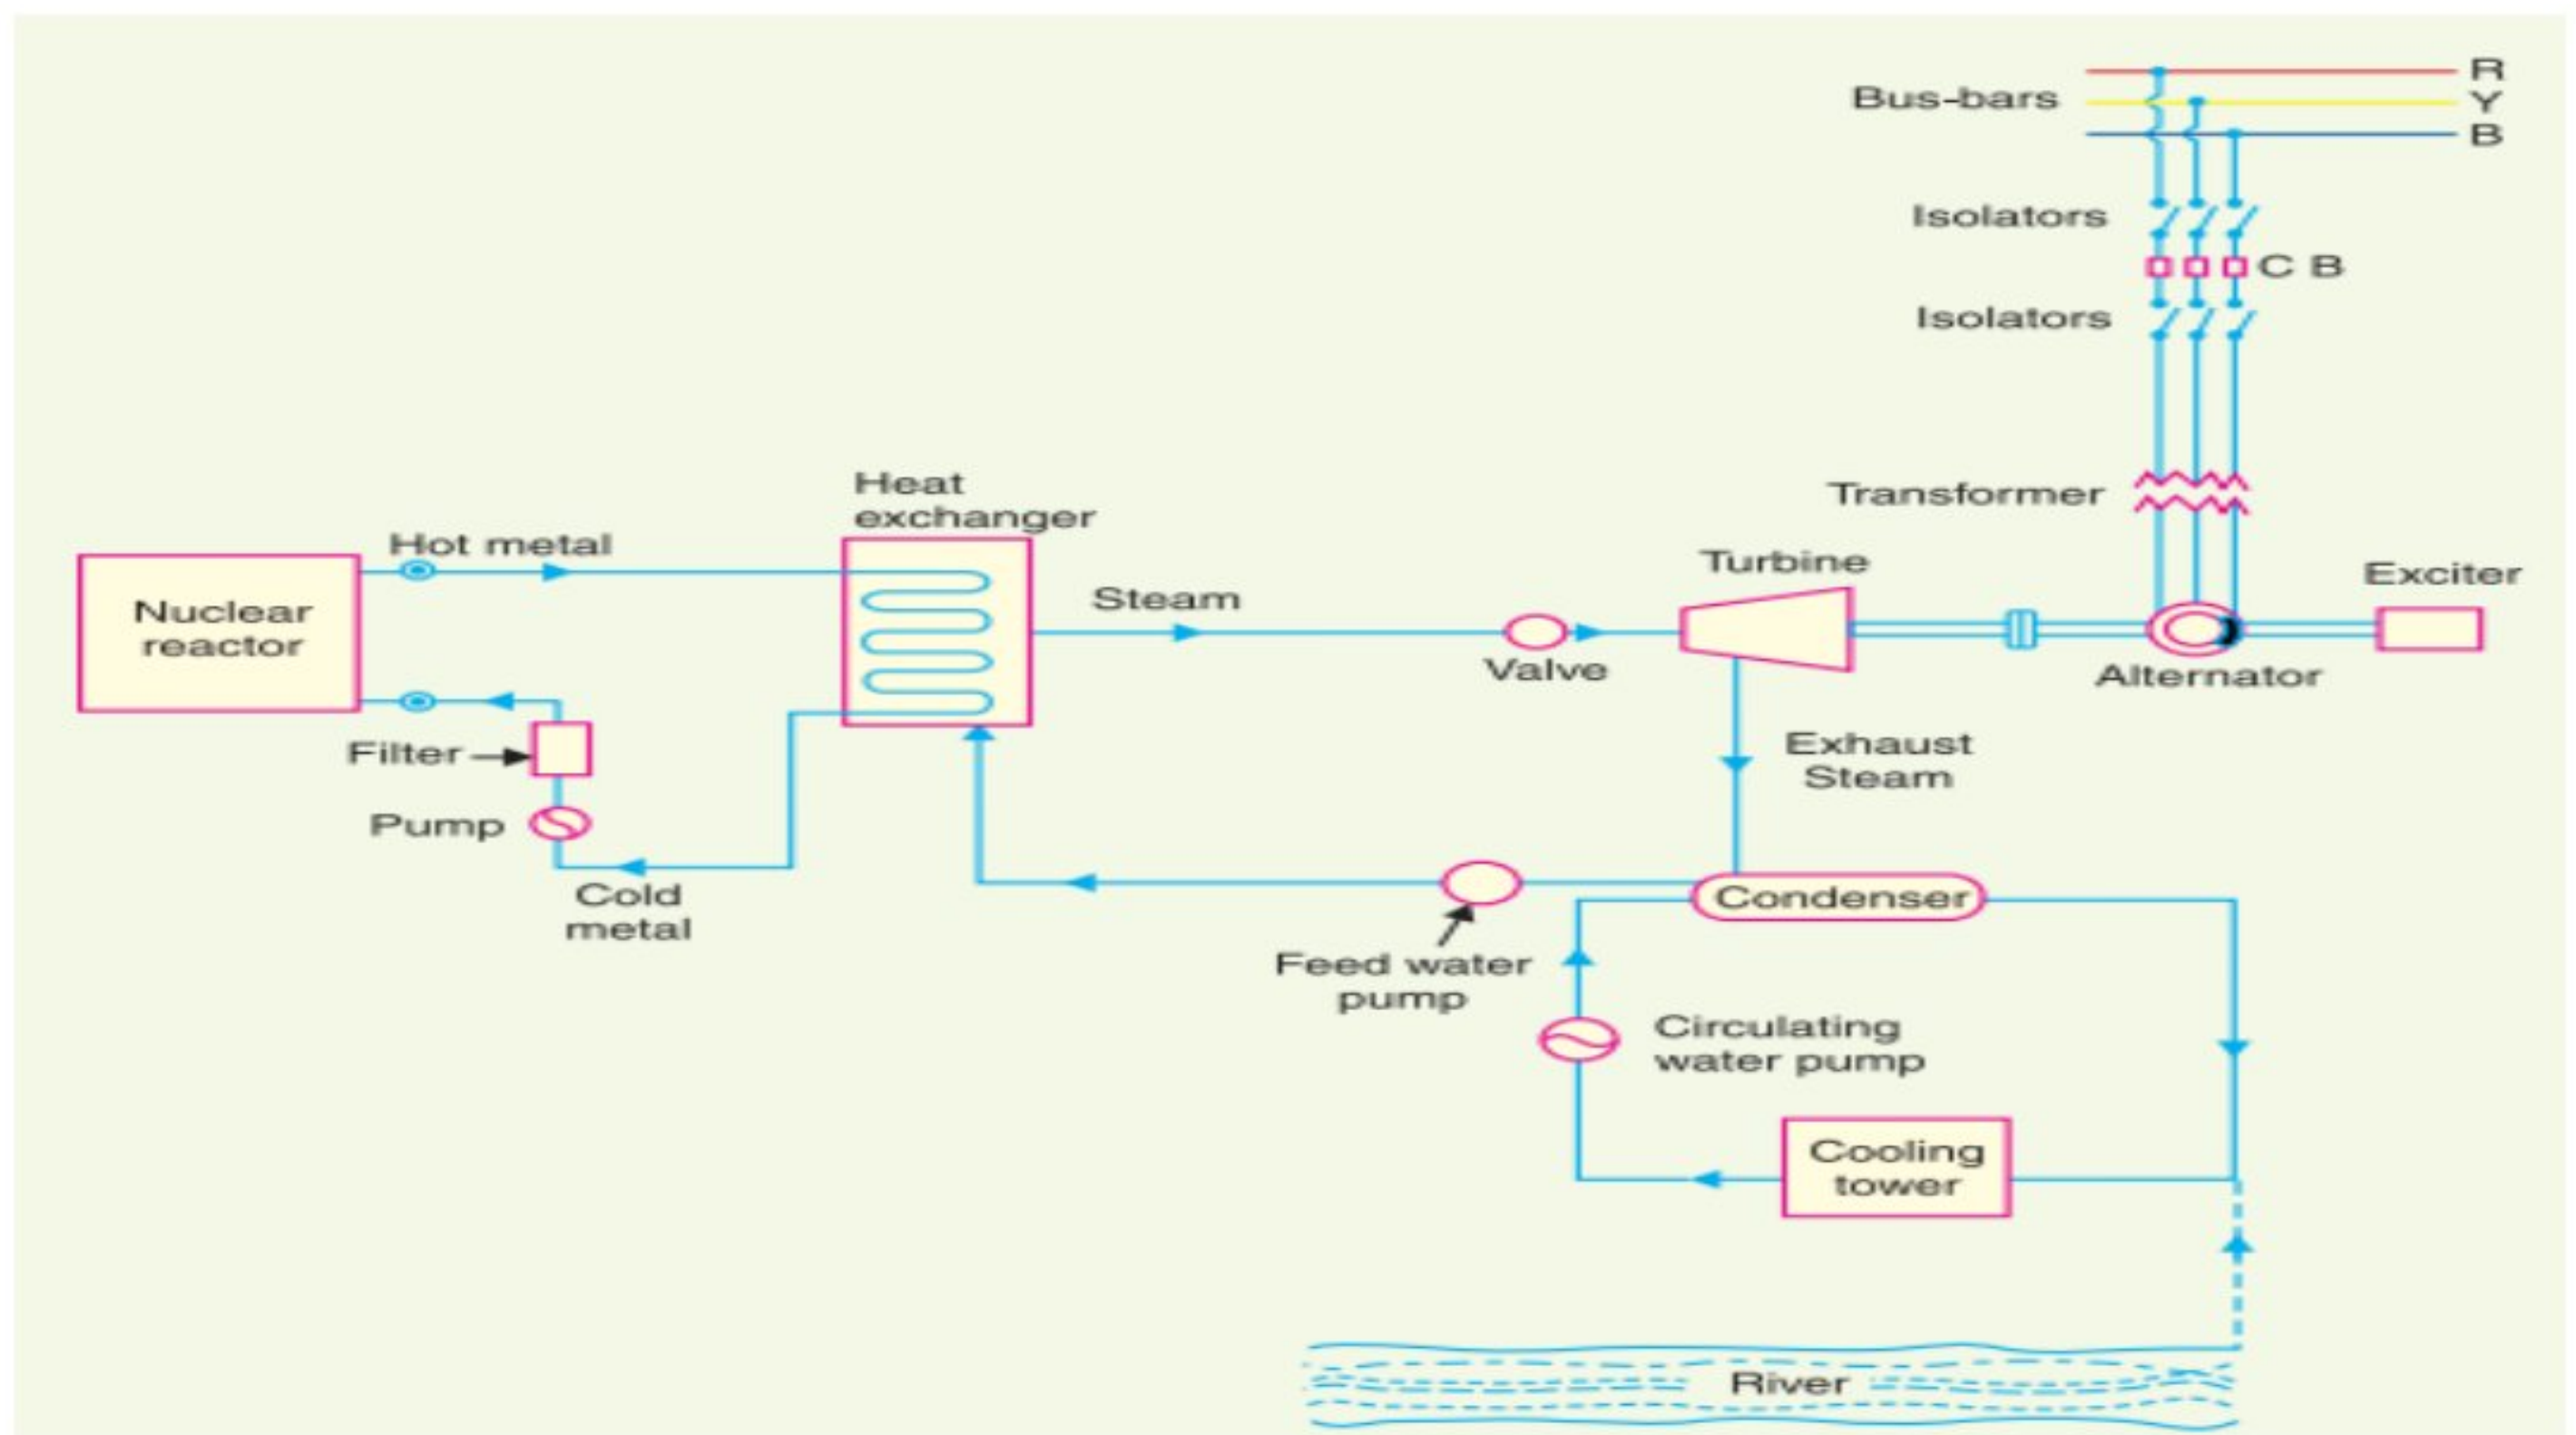 R
Bus-bars
Y
B
Isolators
C B
Isolators
Heat
exchanger
Transformer
Hot metal
Turbine
Exciter
Nuclear
reactor
Steam
Valve
Alternator
Filter
Exhaust
Steam
Pump
Cold
metal
Condenser
Feed water
pump
Circulating
water pump
Cooling
tower
River